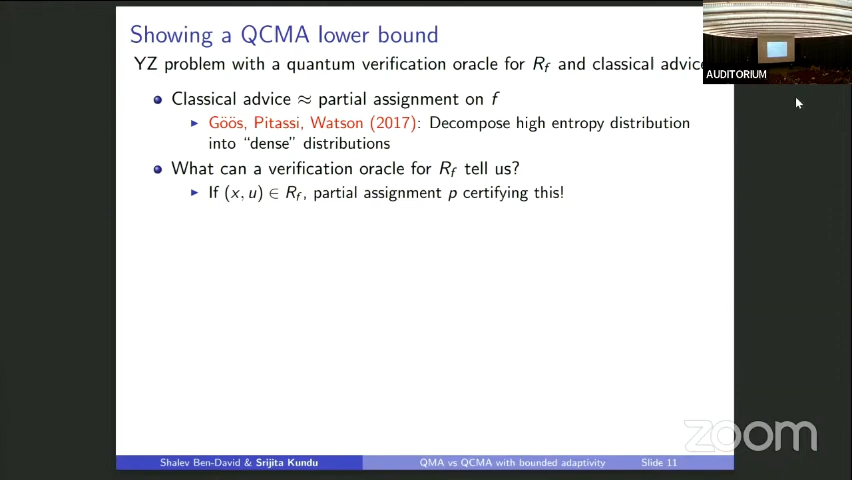 Showing a QCMA lower bound
YZ problem with a quantum verification oracle for R_f and classical advice
AUDITORIUM
• Classical advice ≈ partial assignment on f
▶ Göös, Pitassi, Watson (2017): Decompose high entropy distribution
into “dense” distributions
• What can a verification oracle for R_f tell us?
▶ If (x, u) ∈ R_f, partial assignment p certifying this!
zoom
Shalev Ben-David & Srijita Kundu
QMA vs QCMA with bounded adaptivity
Slide 11